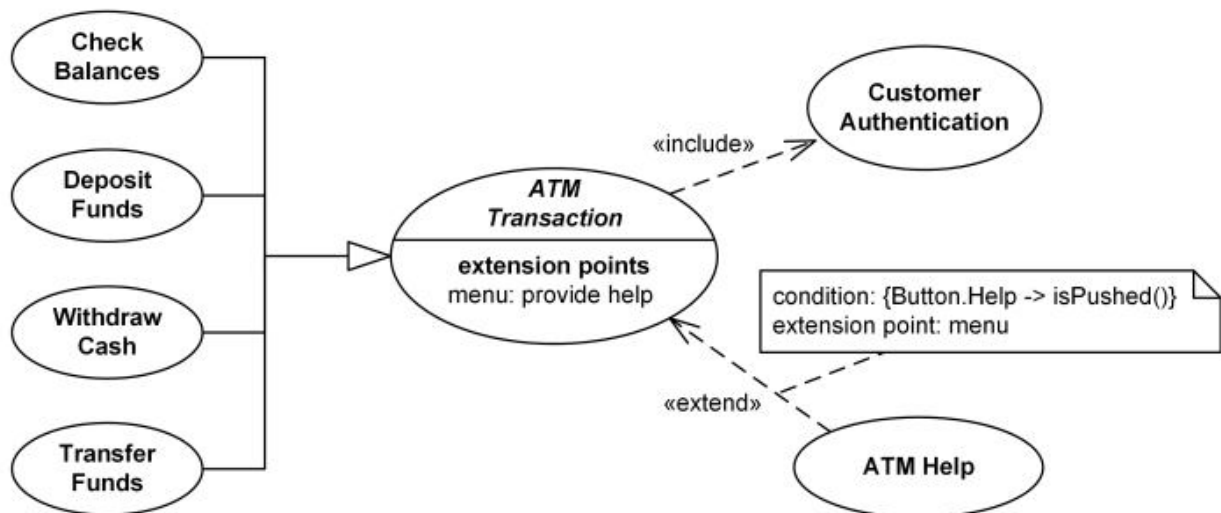 Check
Balances
Deposit
Funds
Withdraw
Cash
Transfer
Funds
ATM
Transaction
extension points
menu: provide help
«include»
Customer
Authentication
condition: {Button.Help -> isPushed()}
extension point: menu
«extend»
ATM Help